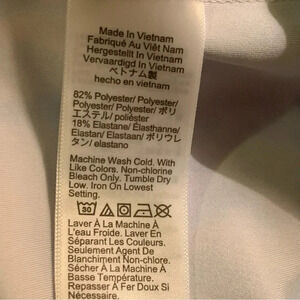 Made In Vietnam
Fabriqué Au Việt Nam
Hergestellt In Vietnam
Vervaardigd In Vietnam
ベトナム製
hecho en vietnam
82% Polyester/ Polyester/
Polyester/ Polyester/ ポリ
エステル/ poliéster
18% Elastane/ Élasthanne/
Elastan/ Elastaan/ ポリウレ
タン/ elastano
Machine Wash Cold. With
Like Colors. Non-chlorine
Bleach Only. Tumble Dry
Low. Iron On Lowest
Setting.
30
Laver À La Machine À
L'eau Froide. Laver En
Séparant Les Couleurs.
Seulement Agent De
Blanchiment Non-chlore.
Sécher À La Machine À
Basse Température.
Repasser À Fer Doux Si
Nécessaire.